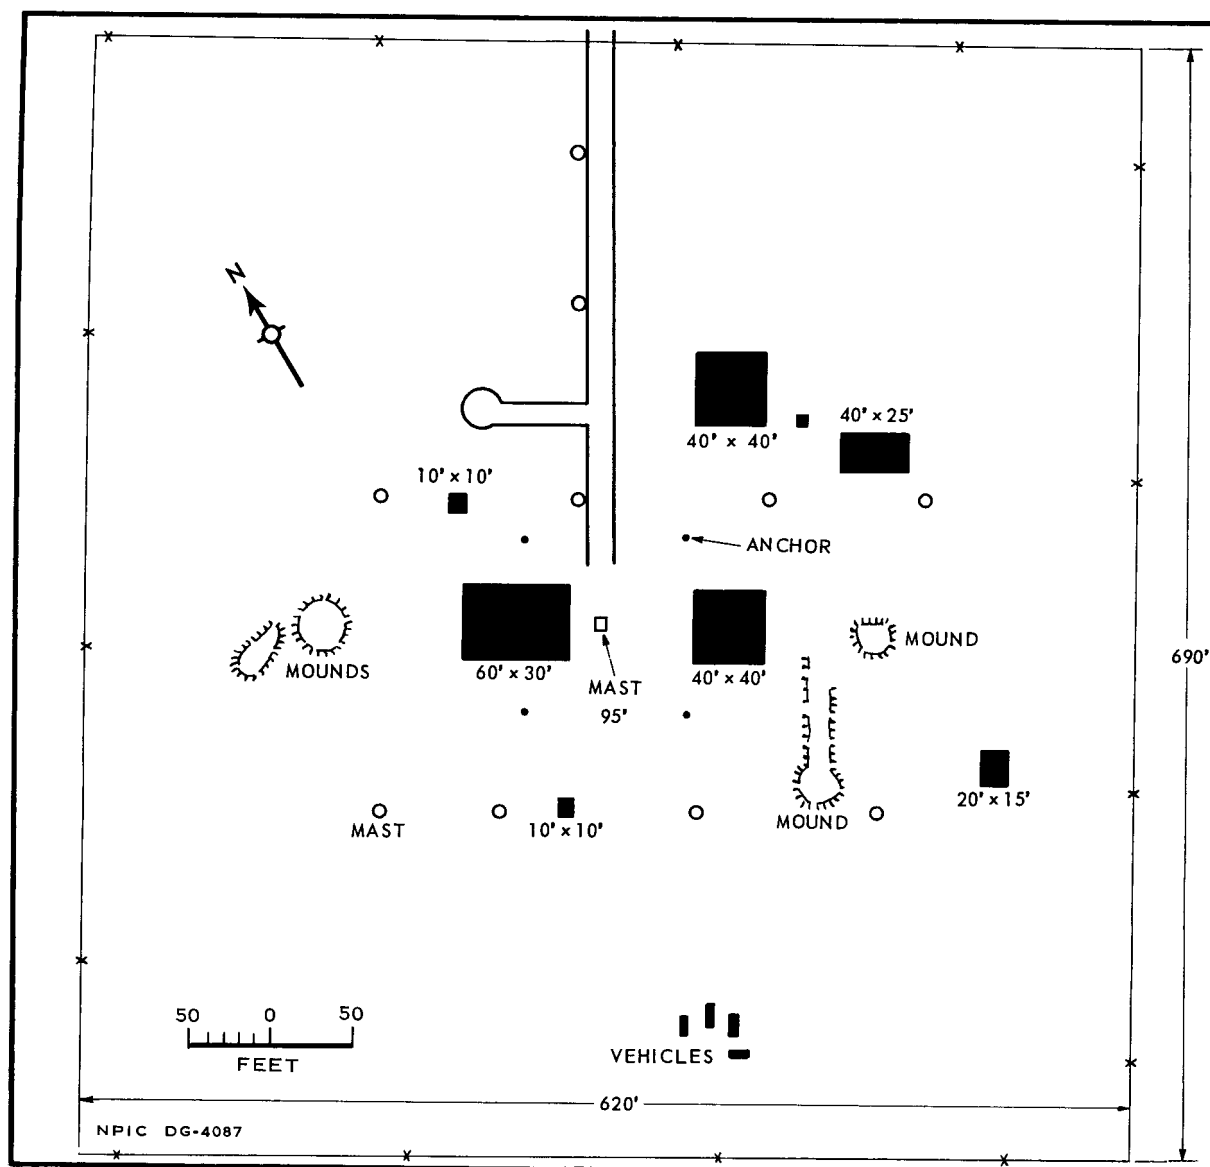 N
40' × 25'
40' × 40'
10' × 10'
ANCHOR
MOUND
MOUNDS
60' × 30'
40' × 40'
690'
MAST
95'
20' × 15'
MAST
10' × 10'
MOUND
50 0 50
FEET
VEHICLES
620'
NPIC DG-4087